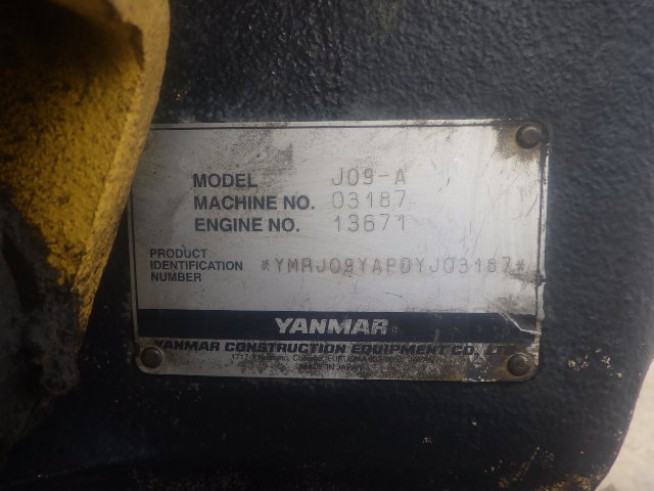 MODEL J09-A
MACHINE NO. 03187
ENGINE NO. 13671
PRODUCT
IDENTIFICATION
NUMBER *YMRJ09YAPDYJ03187*
YANMAR
YANMAR CONSTRUCTION EQUIPMENT CO.,
MADE IN JAPAN